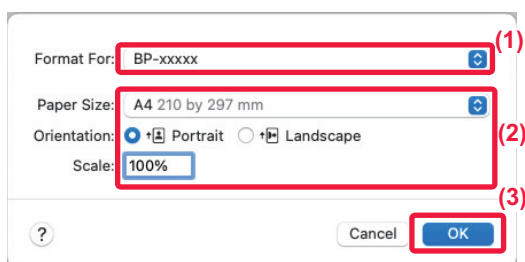 (1)
Format For: BP-xxxxx
Paper Size: A4 210 by 297 mm
(2)
Orientation: Portrait Landscape
Scale: 100%
(3)
? Cancel OK